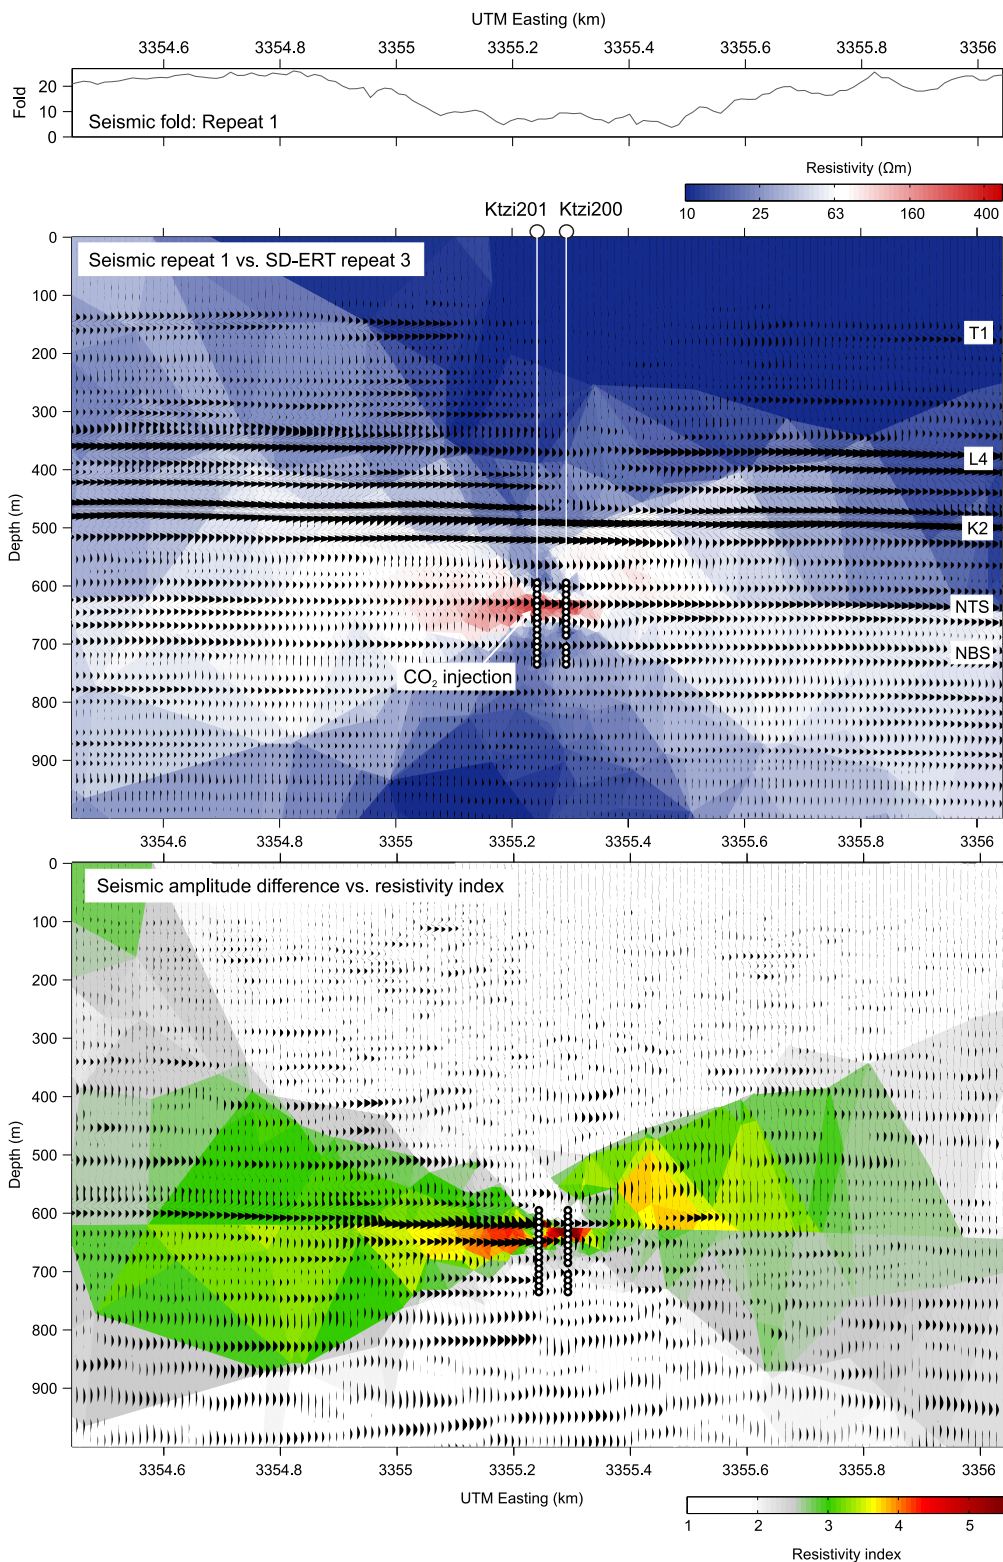 UTM Easting (km)
3354.6 3354.8 3355 3355.2 3355.4 3355.6 3355.8 3356
Fold
20
10
0
Seismic fold: Repeat 1
Resistivity (Ωm)
10 25 63 160 400
Ktzi201 Ktzi200
Seismic repeat 1 vs. SD-ERT repeat 3
Depth (m)
0
100
200
300
400
500
600
700
800
900
T1
L4
K2
NTS
NBS
CO₂ injection
3354.6 3354.8 3355 3355.2 3355.4 3355.6 3355.8 3356
Seismic amplitude difference vs. resistivity index
Depth (m)
0
100
200
300
400
500
600
700
800
900
3354.6 3354.8 3355 3355.2 3355.4 3355.6 3355.8 3356
UTM Easting (km)
1 2 3 4 5
Resistivity index